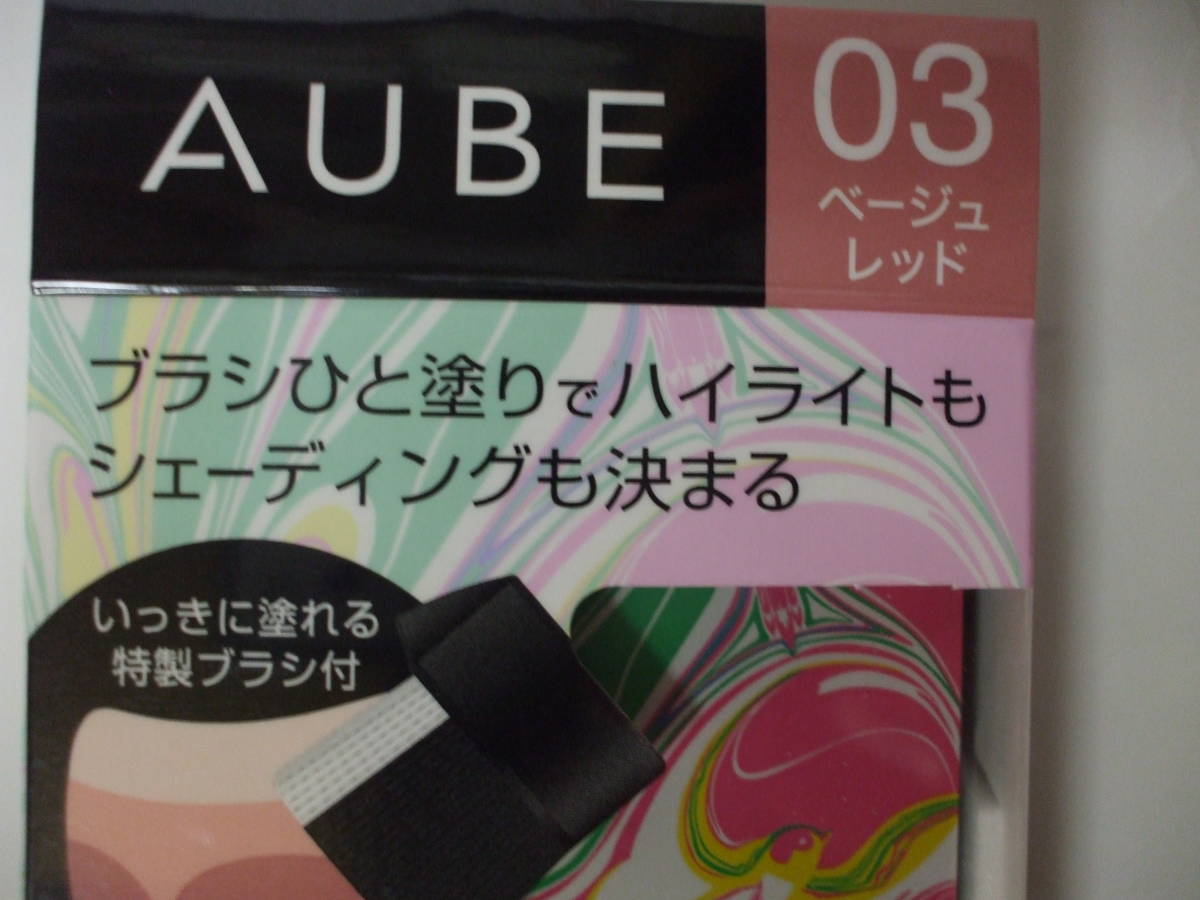 AUBE
03
ベージュ
レッド
ブラシひと塗りでハイライトも
シェーディングも決まる
いっきに塗れる
特製ブラシ付